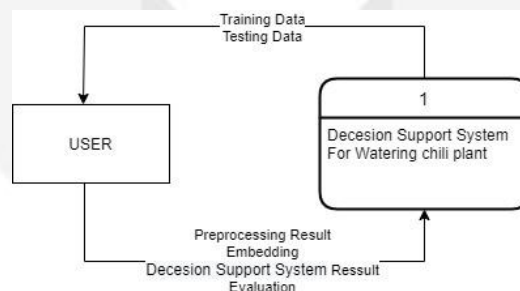 Training Data
Testing Data
USER
1
Decesion Support System
For Watering chili plant
Preprocessing Result
Embedding
Decesion Support System Ressult
Evaluation